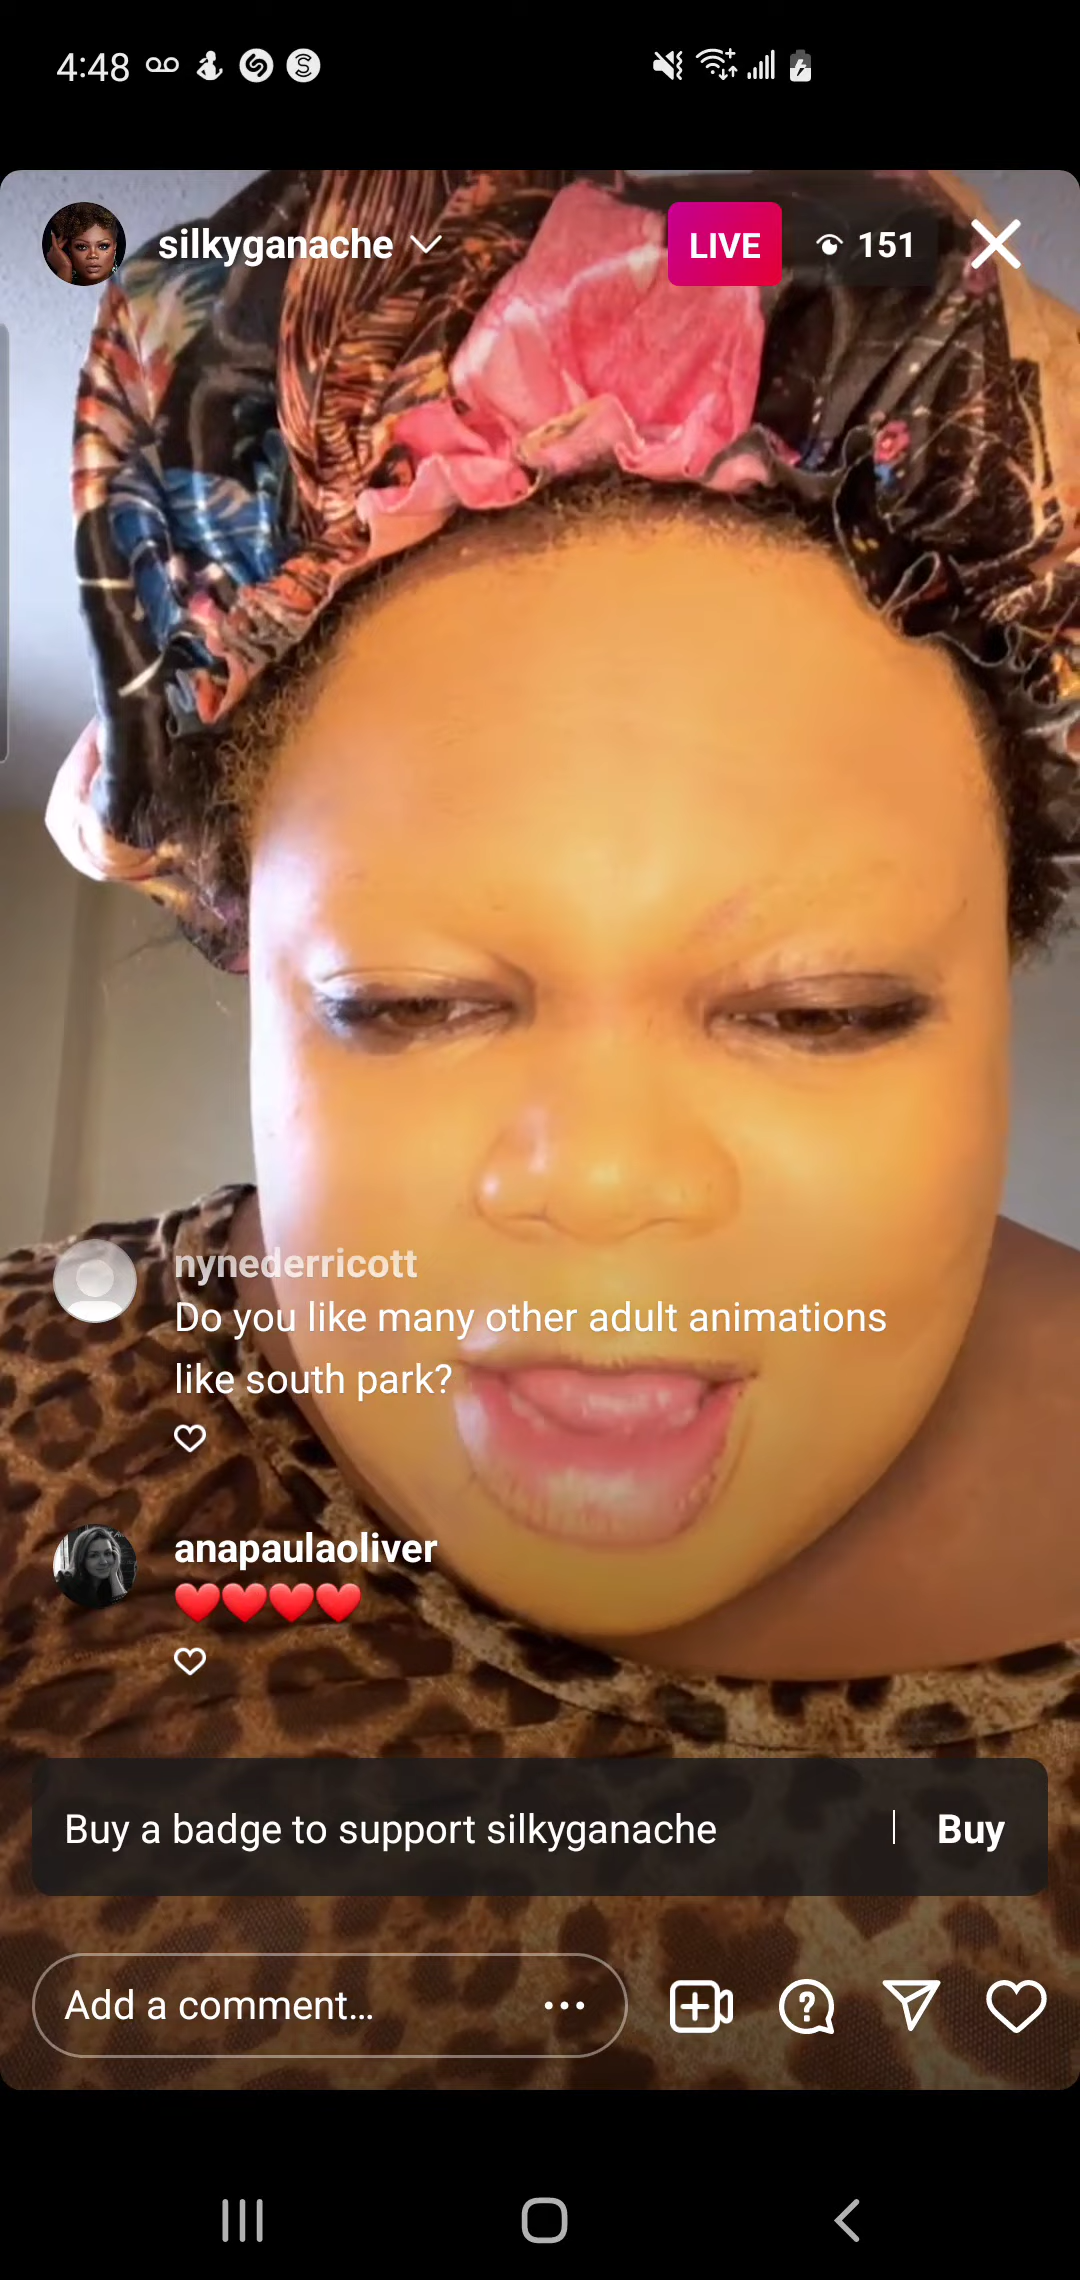 4:48
silkyganache
LIVE
151
nynederricott
Do you like many other adult animations
like south park?
anapaulaoliver
❤️❤️❤️❤️
Buy a badge to support silkyganache | Buy
Add a comment...